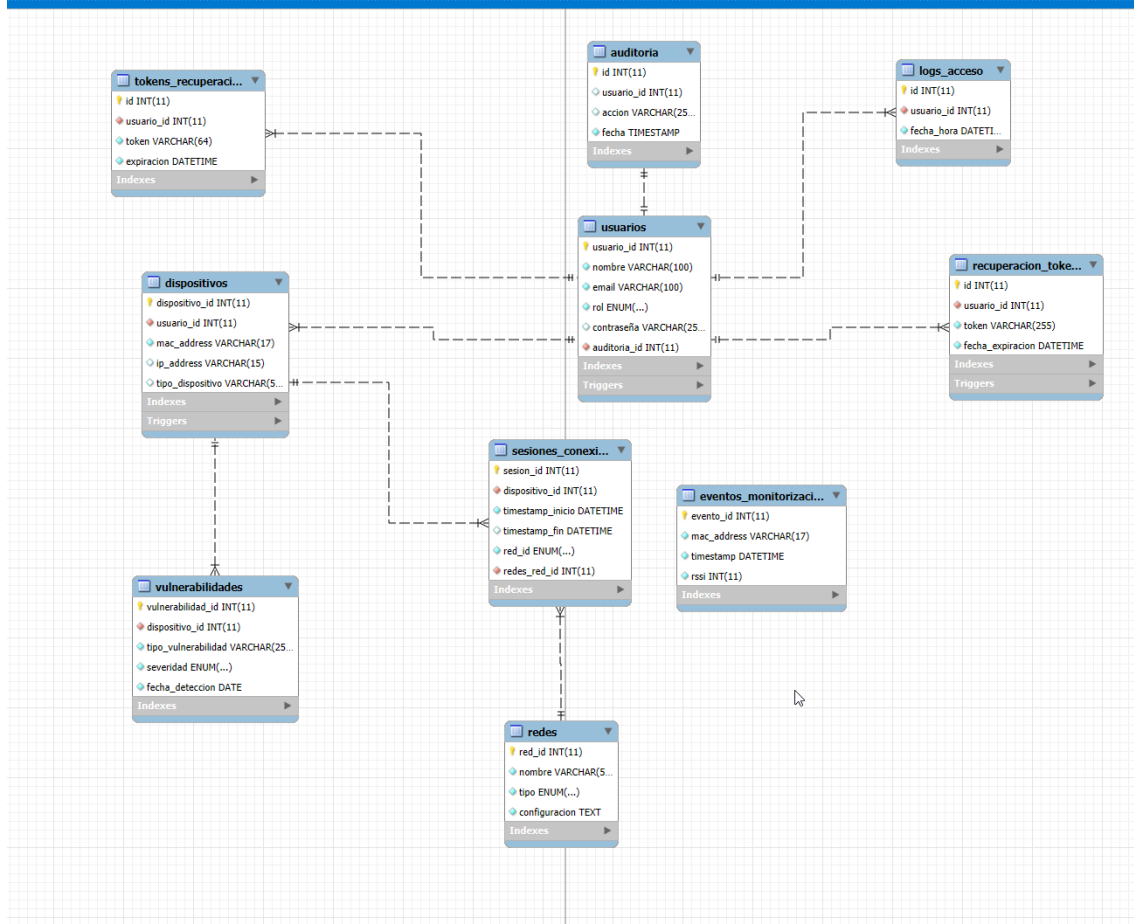 tokens_recuperaci...
id INT(11)
usuario_id INT(11)
token VARCHAR(64)
expiracion DATETIME
Indexes
auditoria
id INT(11)
usuario_id INT(11)
accion VARCHAR(25...
fecha TIMESTAMP
Indexes
logs_acceso
id INT(11)
usuario_id INT(11)
fecha_hora DATETI...
Indexes
usuarios
usuario_id INT(11)
nombre VARCHAR(100)
email VARCHAR(100)
rol ENUM(...)
contraseña VARCHAR(25...
auditoria_id INT(11)
Indexes
Triggers
dispositivos
dispositivo_id INT(11)
usuario_id INT(11)
mac_address VARCHAR(17)
ip_address VARCHAR(15)
tipo_dispositivo VARCHAR(5...
Indexes
Triggers
recuperacion_toke...
id INT(11)
usuario_id INT(11)
token VARCHAR(255)
fecha_expiracion DATETIME
Indexes
Triggers
sesiones_conexi...
sesion_id INT(11)
dispositivo_id INT(11)
timestamp_inicio DATETIME
timestamp_fin DATETIME
red_id ENUM(...)
redes_red_id INT(11)
Indexes
eventos_monitorizaci...
evento_id INT(11)
mac_address VARCHAR(17)
timestamp DATETIME
rssi INT(11)
Indexes
vulnerabilidades
vulnerabilidad_id INT(11)
dispositivo_id INT(11)
tipo_vulnerabilidad VARCHAR(25...
severidad ENUM(...)
fecha_deteccion DATE
Indexes
redes
red_id INT(11)
nombre VARCHAR(5...
tipo ENUM(...)
configuracion TEXT
Indexes